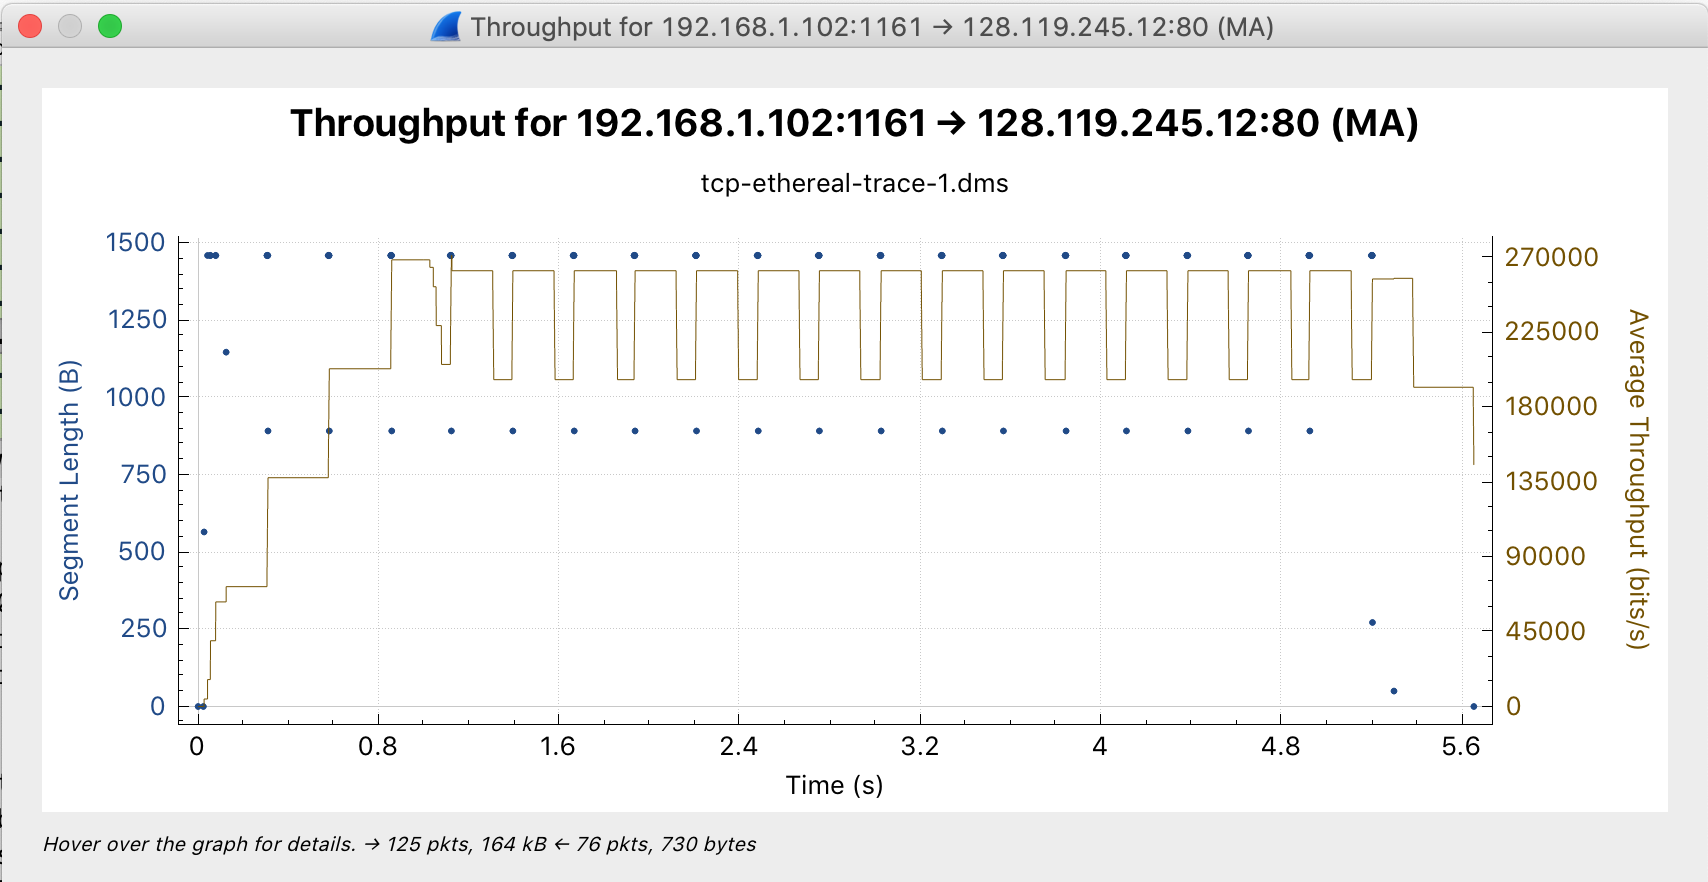 Throughput for 192.168.1.102:1161 → 128.119.245.12:80 (MA)
Throughput for 192.168.1.102:1161 → 128.119.245.12:80 (MA)
tcp-ethereal-trace-1.dms
Segment Length (B)
1500
1250
1000
750
500
250
0
270000
225000
180000
135000
90000
45000
0
Average Throughput (bits/s)
0 0.8 1.6 2.4 3.2 4 4.8 5.6
Time (s)
Hover over the graph for details. → 125 pkts, 164 kB ← 76 pkts, 730 bytes